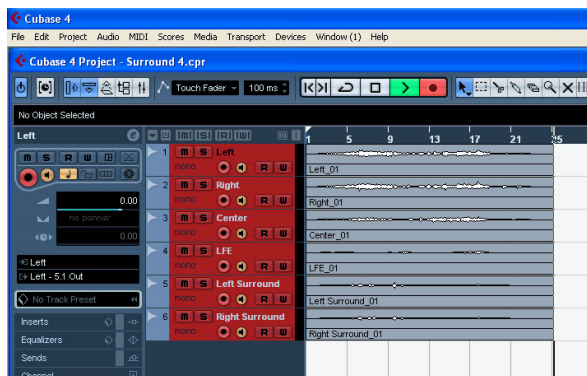 Cubase 4
File Edit Project Audio MIDI Scores Media Transport Devices Window (1) Help
Cubase 4 Project - Surround 4.cpr
Touch Fader 100 ms
No Object Selected
Left e
M S R W
0.00
no panner
0.00
Left
Left - 5.1 Out
No Track Preset
Inserts
Equalizers
Sends
Channel
M S R W
1 5 9 13 17 21 25
1 M S Left
mono R W
Left_01
2 M S Right
mono R W
Right_01
3 M S Center
mono R W
Center_01
4 M S LFE
mono R W
LFE_01
5 M S Left Surround
mono R W
Left Surround_01
6 M S Right Surround
mono R W
Right Surround_01